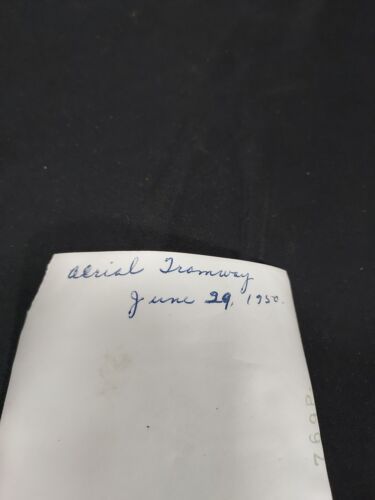 Aerial Tramway
June 29, 1950.